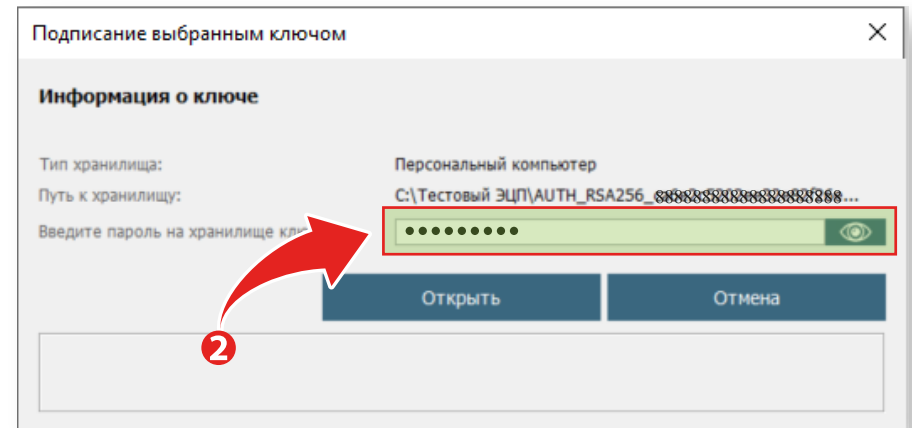 Подписание выбранным ключом
Информация о ключе
Тип хранилища: Персональный компьютер
Путь к хранилищу: C:\Тестовый ЭЦП\AUTH_RSA256_
Введите пароль на хранилище
Открыть Отмена
2